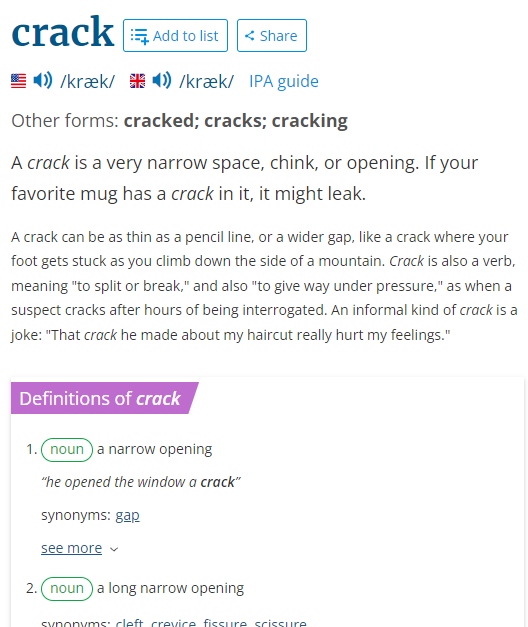 crack Add to list Share
/kræk/ /kræk/ IPA guide
Other forms: cracked; cracks; cracking
A crack is a very narrow space, chink, or opening. If your
favorite mug has a crack in it, it might leak.
A crack can be as thin as a pencil line, or a wider gap, like a crack where your
foot gets stuck as you climb down the side of a mountain. Crack is also a verb,
meaning "to split or break," and also "to give way under pressure," as when a
suspect cracks after hours of being interrogated. An informal kind of crack is a
joke: "That crack he made about my haircut really hurt my feelings."
Definitions of crack
1. noun a narrow opening
“he opened the window a crack”
synonyms: gap
see more
2. noun a long narrow opening
synonyms: cleft, crevice, fissure, scissure